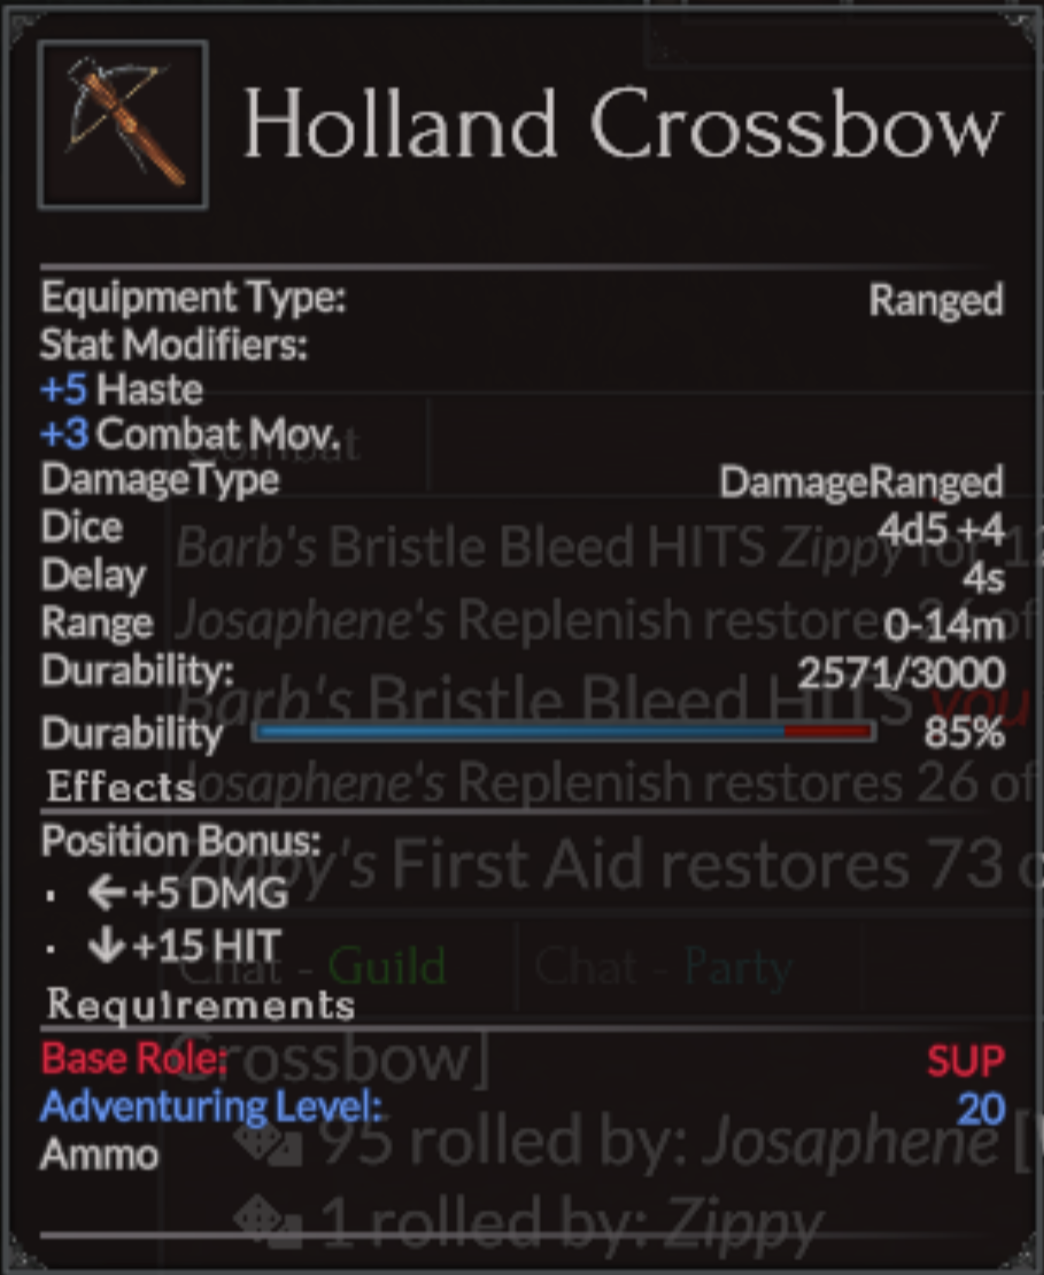 Holland Crossbow
Equipment Type: Ranged
Stat Modifiers:
+5 Haste
+3 Combat Mov.
Combat
DamageType DamageRanged
Dice 4d5 +4
Barb's Bristle Bleed HITS Zippy for 12
Delay 4s
Range 0-14m
Josaphene's Replenish restores of
Durability: 2571/3000
Barb's Bristle Bleed HITS you
Durability 85%
Effects
Josaphene's Replenish restores 26 of
Position Bonus:
Zippy's First Aid restores 73
· ←+5 DMG
· ↓+15 HIT
Chat - Guild Chat - Party
Requirements
Base Role: SUP
Crossbow]
Adventuring Level: 20
95 rolled by: Josaphene [
Ammo
1 rolled by: Zippy